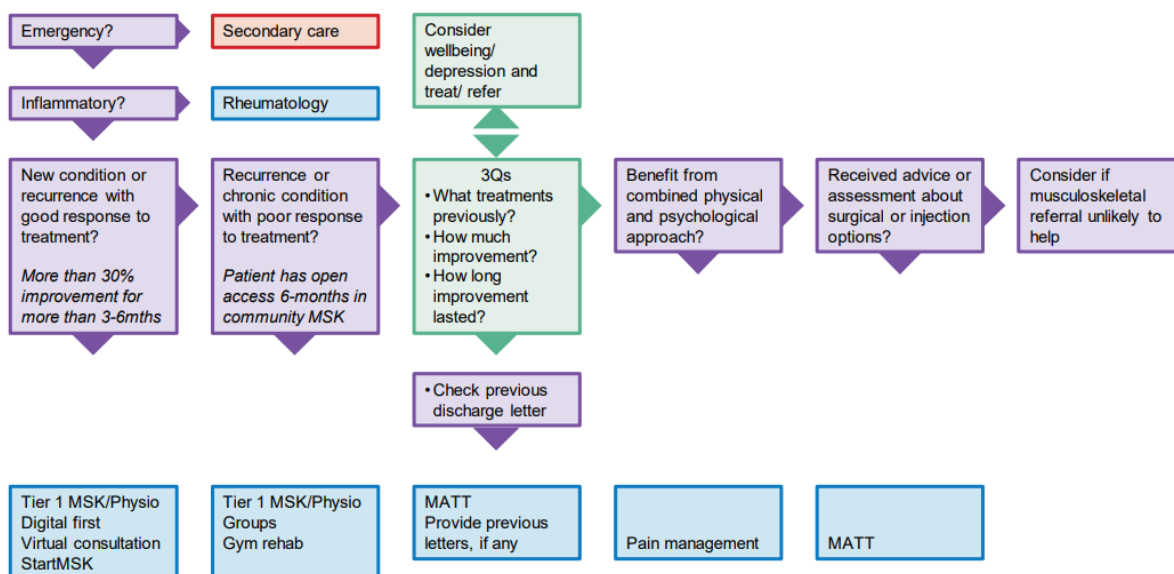 Emergency?
Secondary care
Consider
wellbeing/
depression and
treat/ refer
Inflammatory?
Rheumatology
New condition or
recurrence with
good response to
treatment?
More than 30%
improvement for
more than 3-6mths
Recurrence or
chronic condition
with poor response
to treatment?
Patient has open
access 6-months in
community MSK
3Qs
• What treatments
previously?
• How much
improvement?
• How long
improvement
lasted?
Benefit from
combined physical
and psychological
approach?
Received advice or
assessment about
surgical or injection
options?
Consider if
musculoskeletal
referral unlikely to
help
• Check previous
discharge letter
Tier 1 MSK/Physio
Digital first
Virtual consultation
StartMSK
Tier 1 MSK/Physio
Groups
Gym rehab
MATT
Provide previous
letters, if any
Pain management
MATT